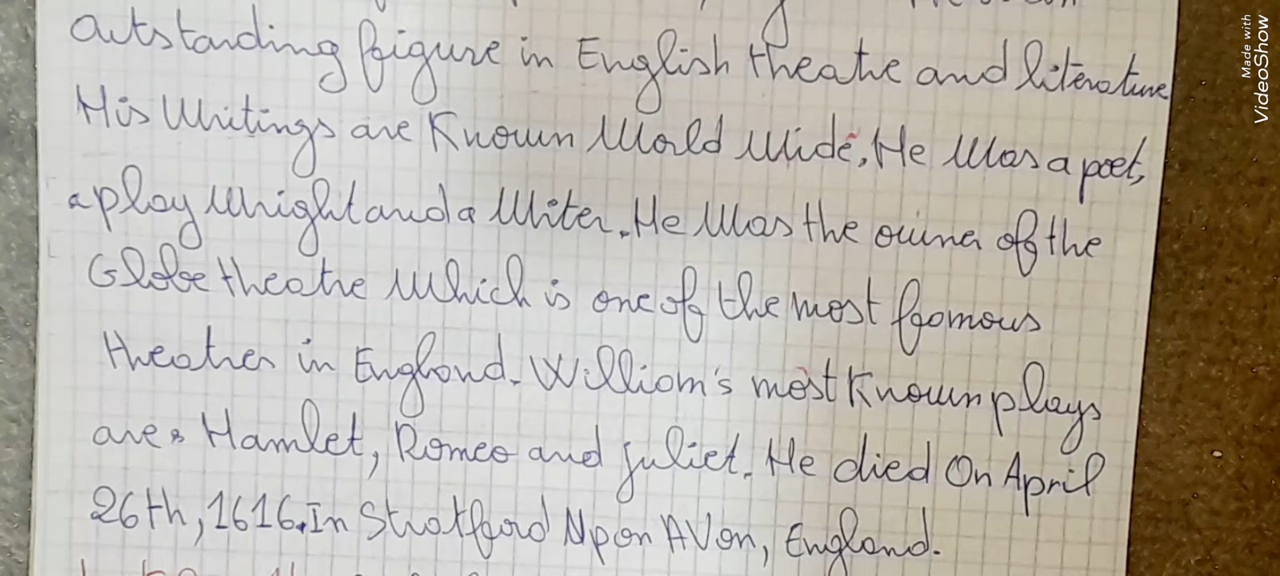 outstanding figure in English theatre and literature
His Writings are Known World Wide. He Was a poet,
a play Wright and a Writer. He Was the owner of the
Globe theatre Which is one of the most famous
theatres in England. William's most Known plays
are: Hamlet, Romeo and juliet. He died On April
26th, 1616. In Stratford Upon AVon, England.
Made with
VideoShow